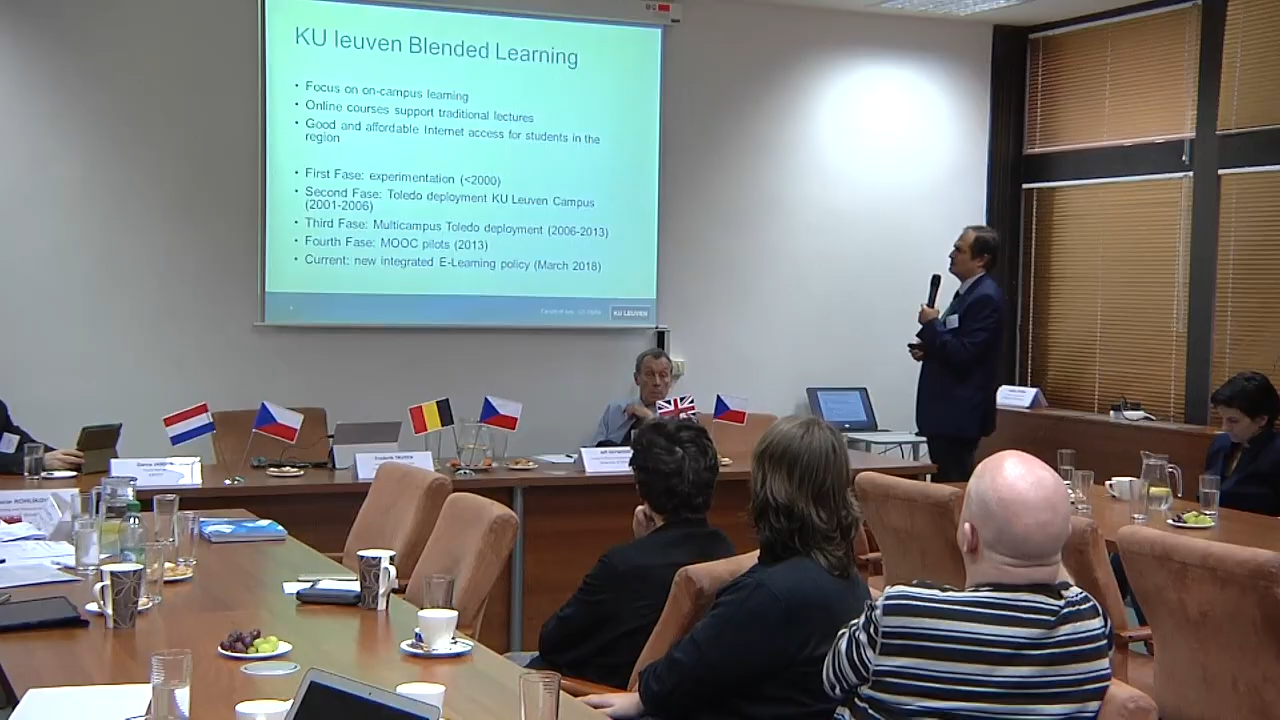 KU leuven Blended Learning
• Focus on on-campus learning
• Online courses support traditional lectures
• Good and affordable Internet access for students in the
region
• First Fase: experimentation (<2000)
• Second Fase: Toledo deployment KU Leuven Campus
(2001-2006)
• Third Fase: Multicampus Toledo deployment (2006-2013)
• Fourth Fase: MOOC pilots (2013)
• Current: new integrated E-Learning policy (March 2018)
KU LEUVEN